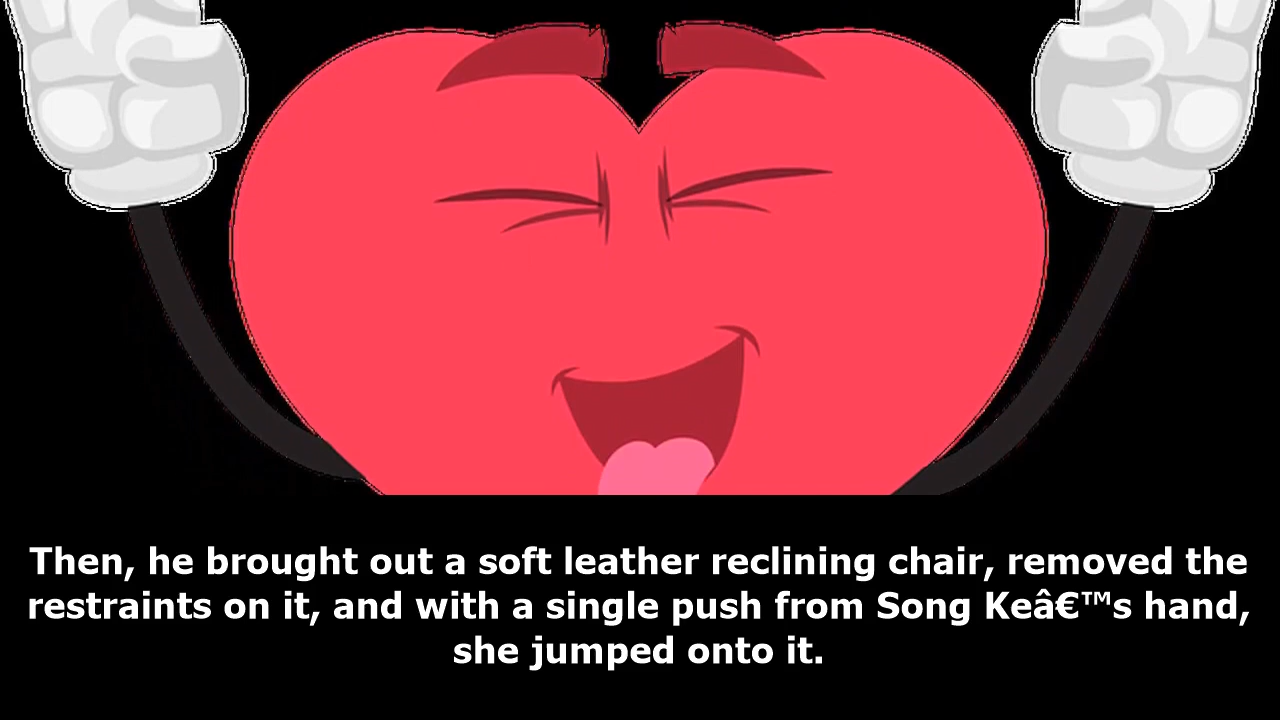 Then, he brought out a soft leather reclining chair, removed the
restraints on it, and with a single push from Song Keâ€™s hand,
she jumped onto it.